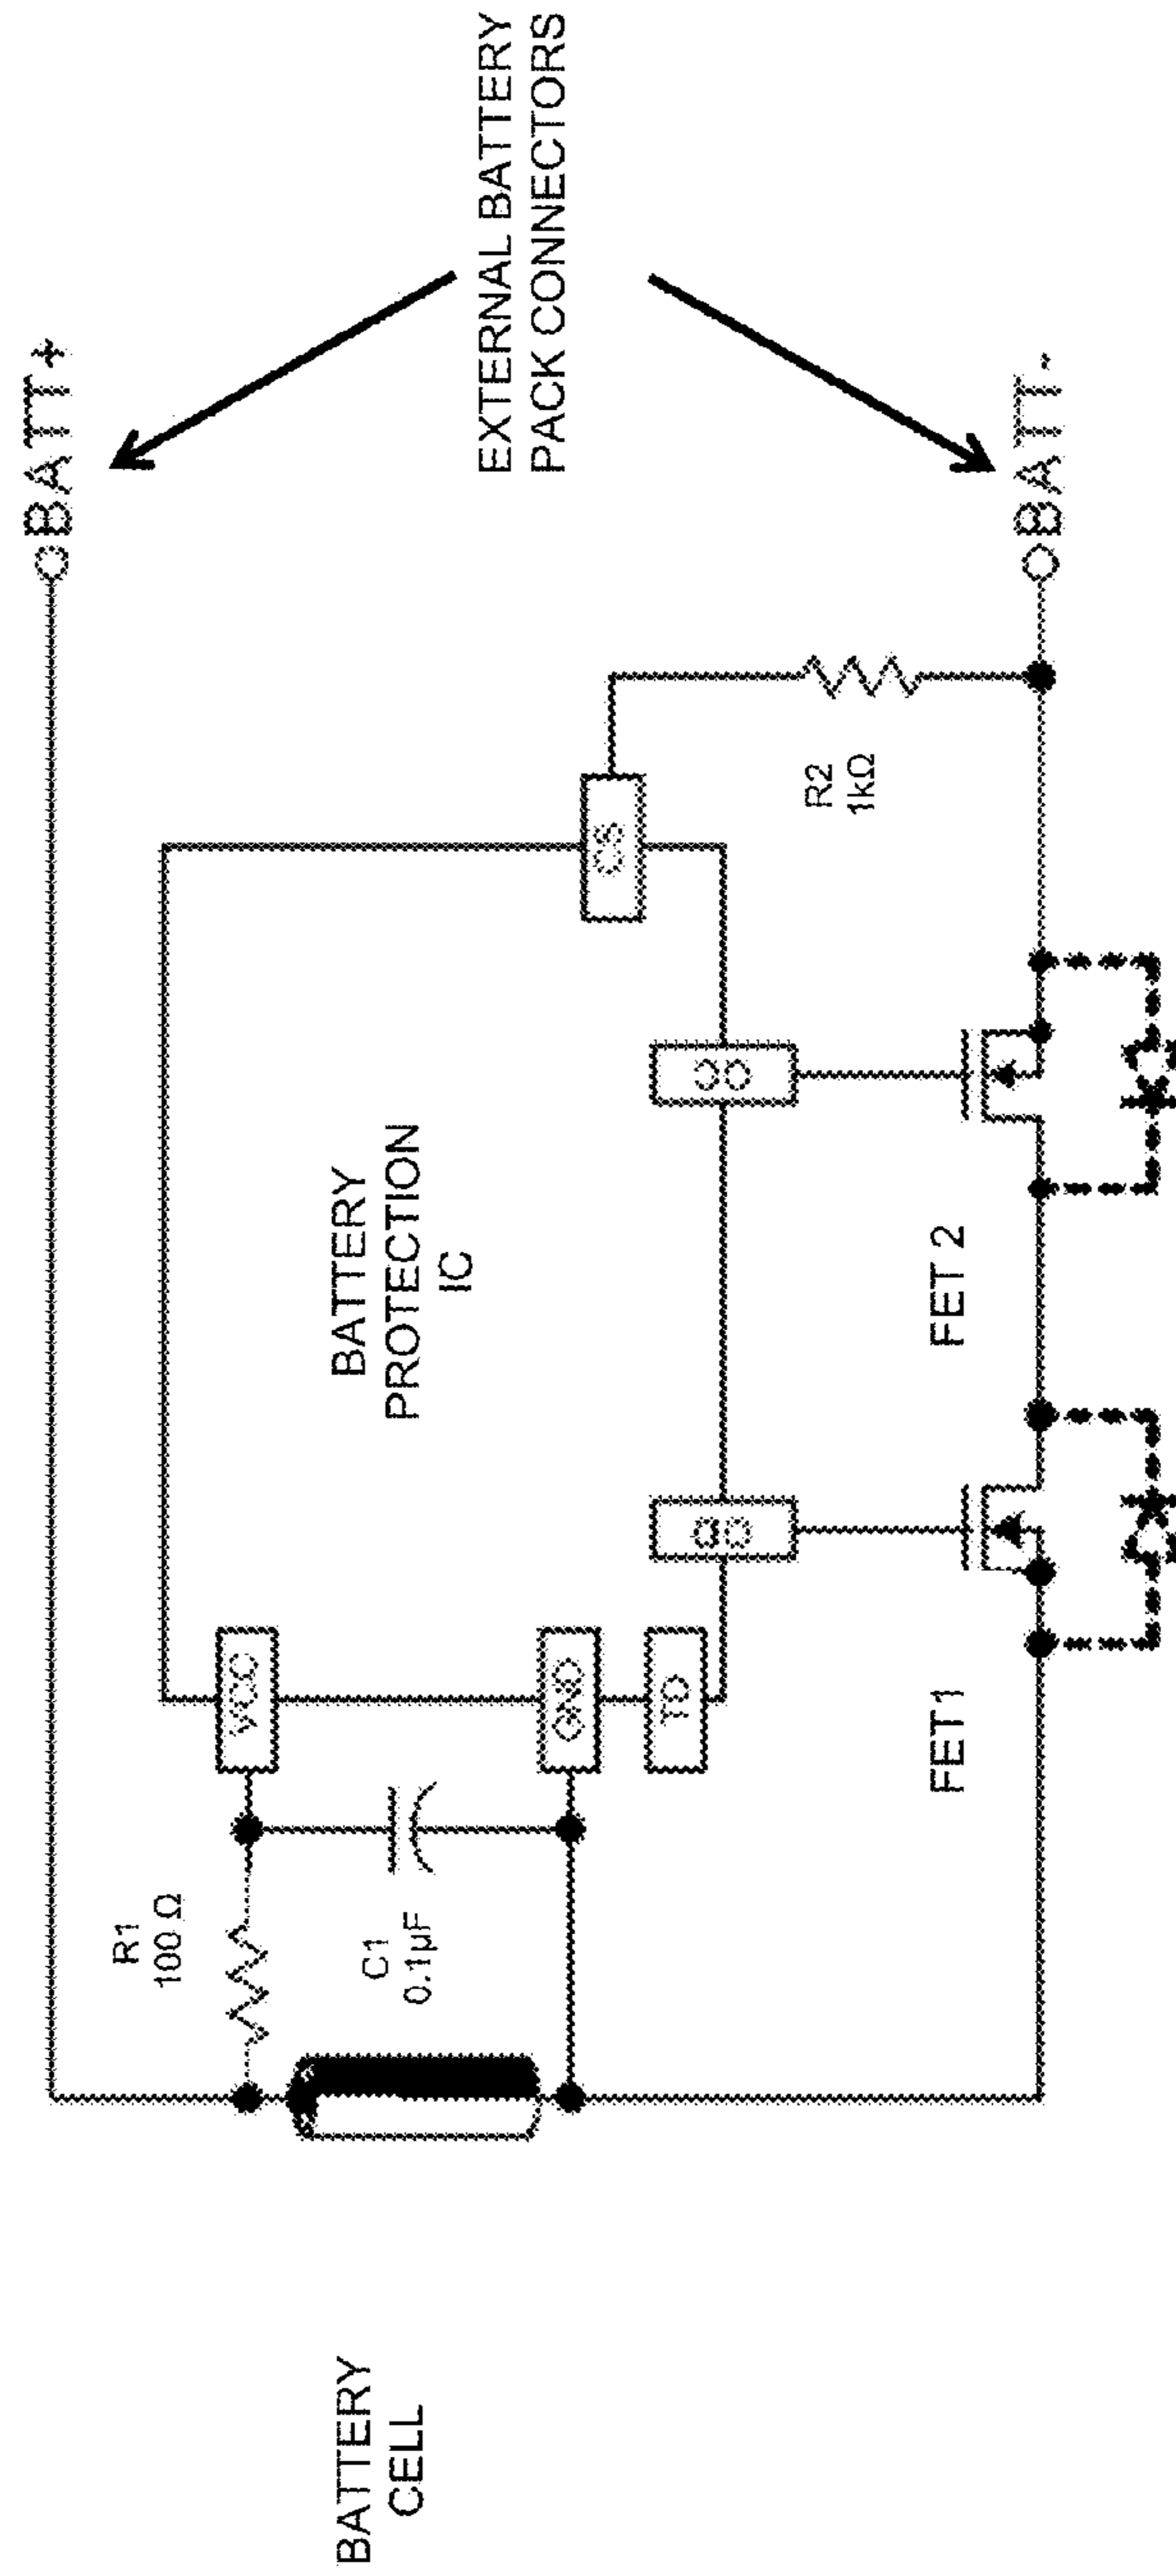 BATT+
EXTERNAL BATTERY
PACK CONNECTORS
BATT-
R1
100 Ω
C1
0.1µF
VCC
GND
TD
BATTERY
PROTECTION
IC
CS
OD
OC
R2
1kΩ
BATTERY
CELL
FET1
FET 2